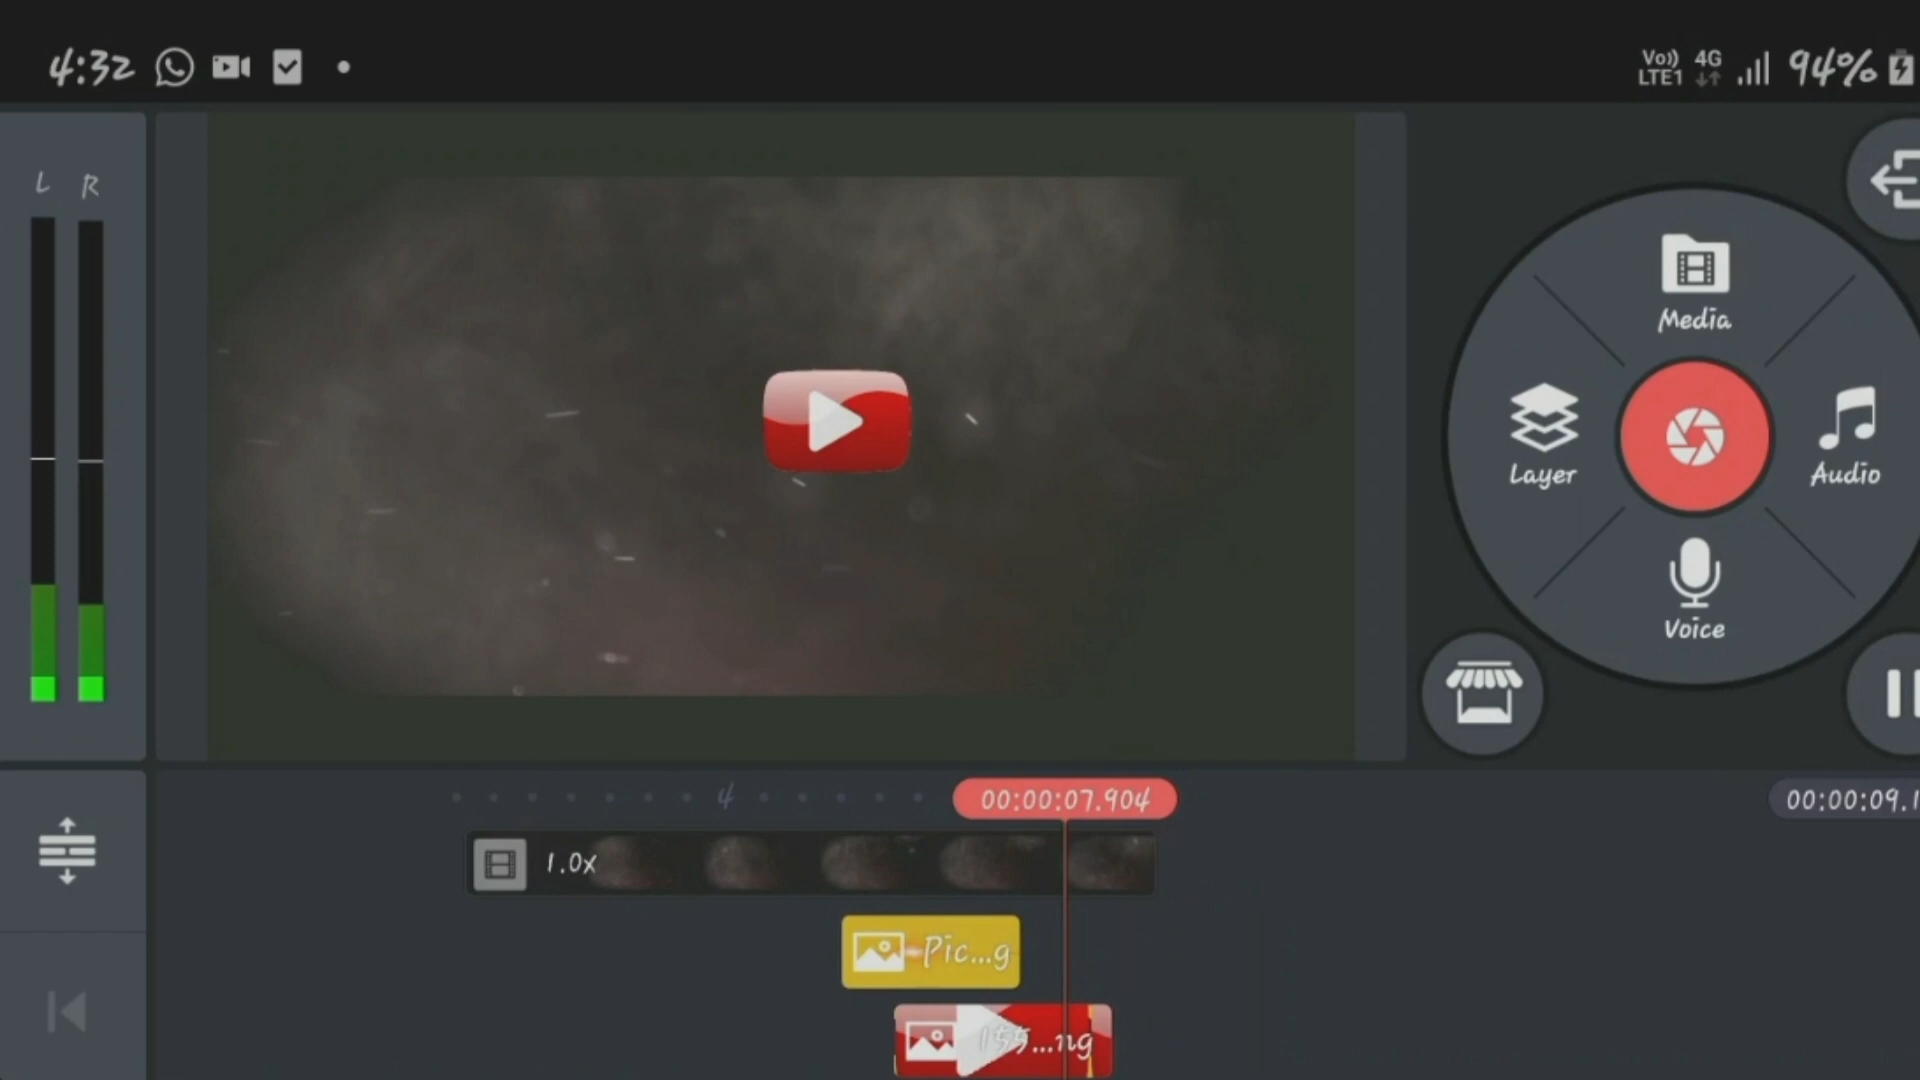 4:32
Vo)) LTE1 4G 94%
L R
Media
Layer
Audio
Voice
4
00:00:07.904
00:00:09.1
1.0x
Pic...g
155...ng